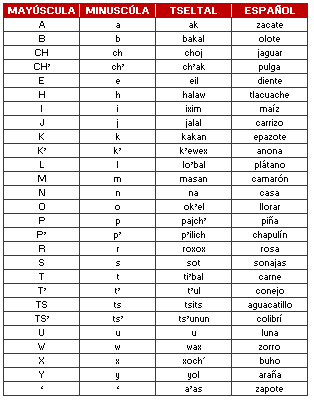 MAYÚSCULA MINUSCÚLA TSELTAL ESPAÑOL
A a ak zacate
B b bakal olote
CH ch choj jaguar
CH’ ch’ ch’ak pulga
E e eil diente
H h halaw tlacuache
I i ixim maíz
J j jalal carrizo
K k kakan epazote
K’ k’ k’ewex anona
L l lo’bal plátano
M m masan camarón
N n na casa
O o ok’el llorar
P p pajch’ piña
P’ p’ p’ilich chapulín
R r roxox rosa
S s sot sonajas
T t ti’bal carne
T’ t’ t’ul conejo
TS ts tsits aguacatillo
TS’ ts’ ts’unun colibrí
U u u luna
W w wax zorro
X x xoch´ buho
Y y yol araña
‘ ‘ a’as zapote